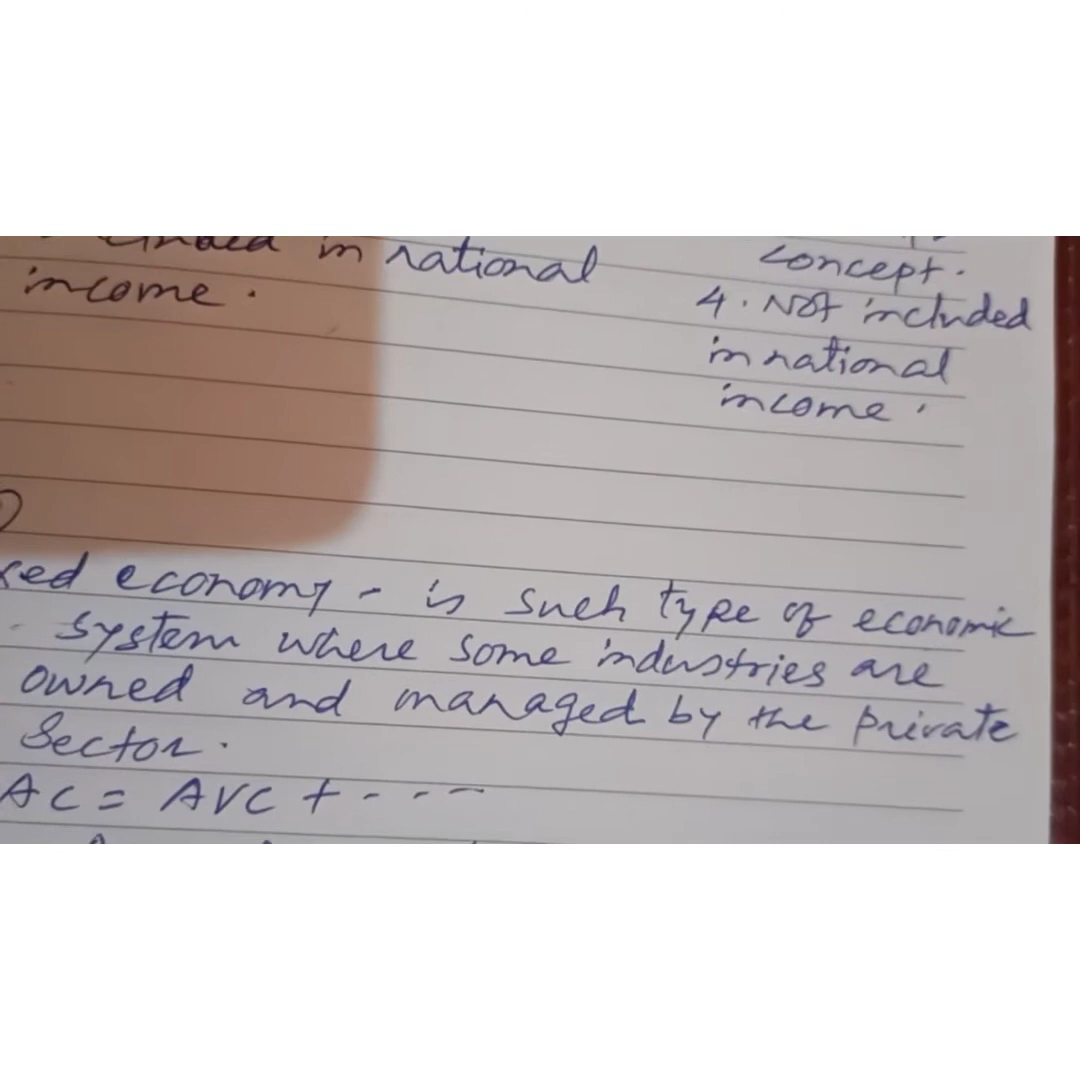 in national
income.
concept.
4. Not included
in national
income.
economy - is such type of economic
system where some industries are
owned and managed by the private
sector.
AC = AVC + - - -